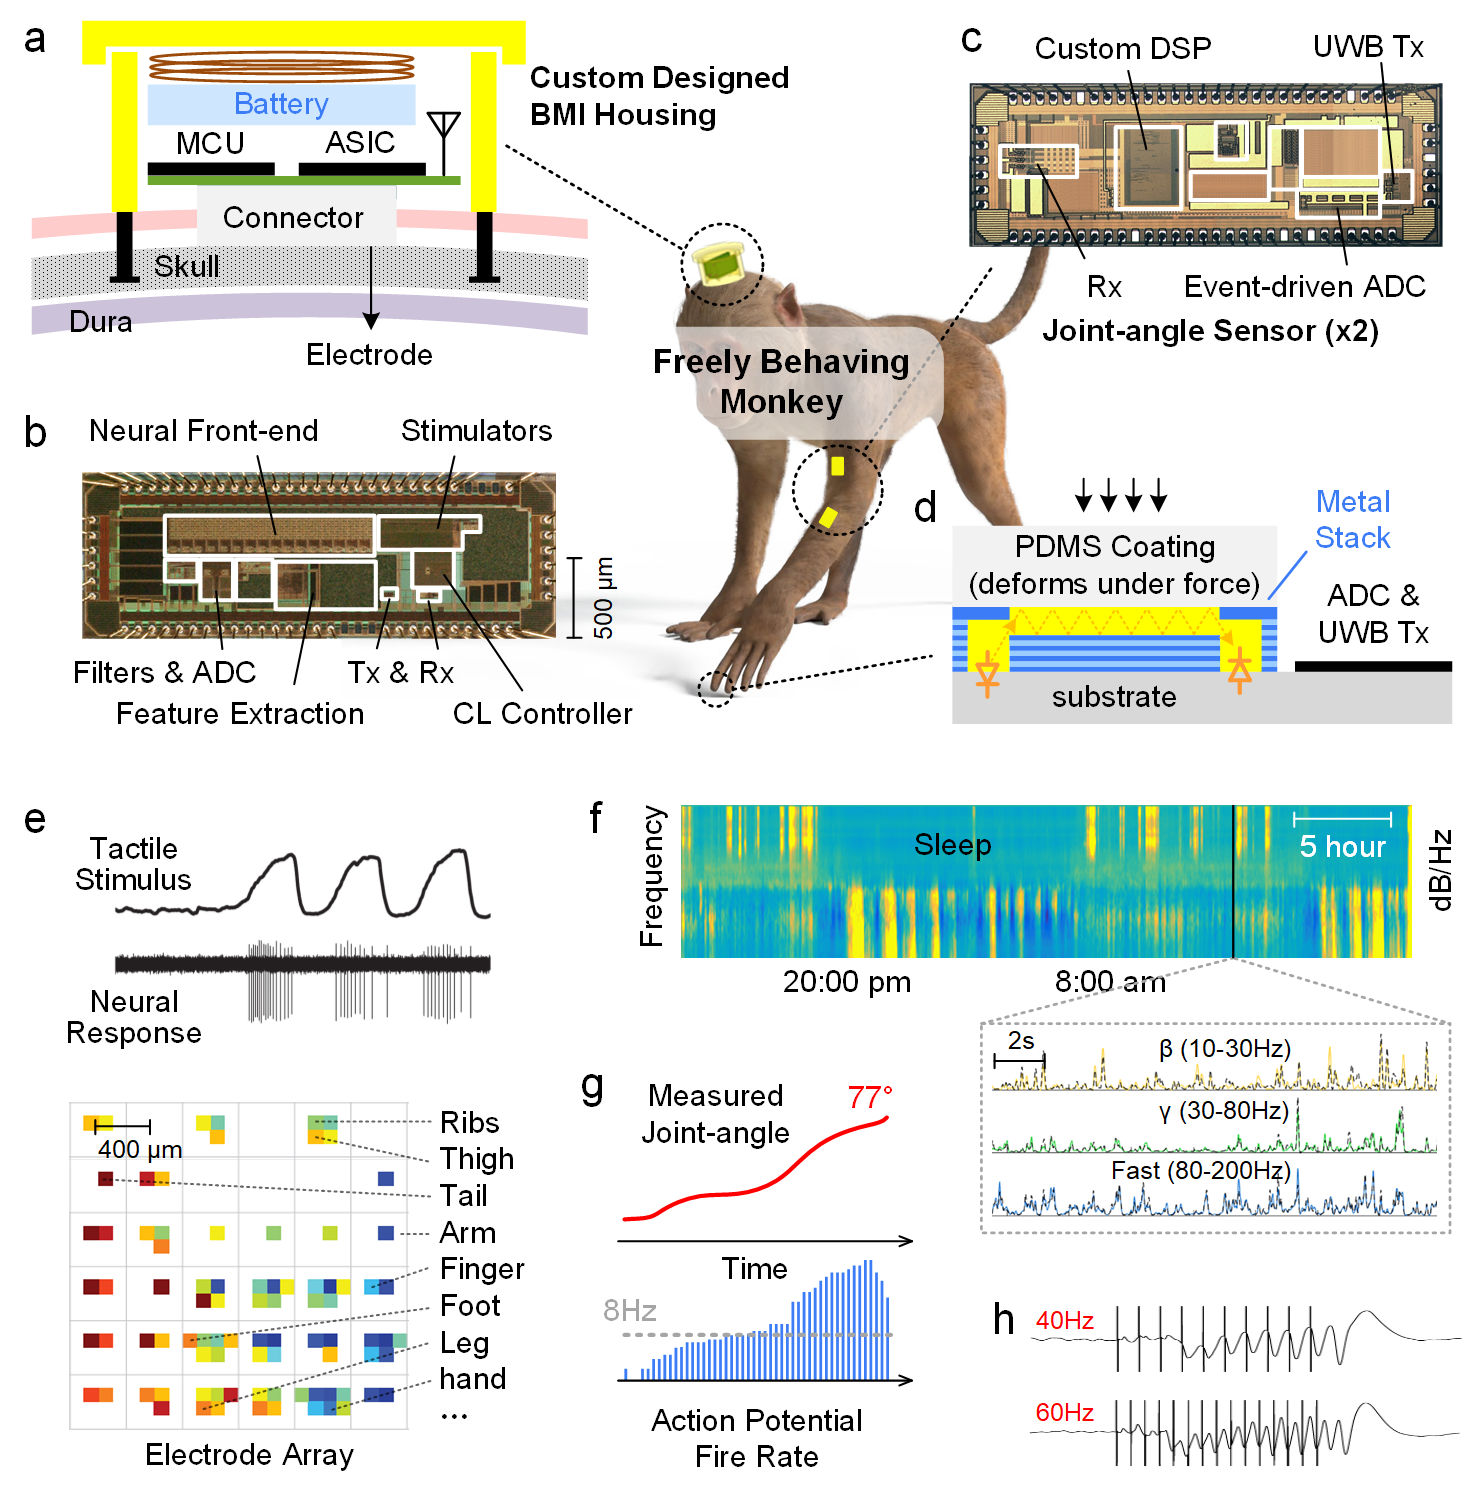 a
Battery
MCU
ASIC
Connector
Skull
Dura
Electrode
Custom Designed
BMI Housing
c
Custom DSP
UWB Tx
Rx
Event-driven ADC
Joint-angle Sensor (x2)
Freely Behaving
Monkey
b
Neural Front-end
Stimulators
500 μm
Filters & ADC
Tx & Rx
Feature Extraction
CL Controller
d
PDMS Coating
(deforms under force)
Metal
Stack
ADC &
UWB Tx
substrate
e
Tactile
Stimulus
Neural
Response
400 μm
Ribs
Thigh
Tail
Arm
Finger
Foot
Leg
hand
...
Electrode Array
f
Frequency
Sleep
5 hour
dB/Hz
20:00 pm
8:00 am
2s
β (10-30Hz)
γ (30-80Hz)
Fast (80-200Hz)
g
Measured
Joint-angle
77°
Time
8Hz
Action Potential
Fire Rate
h
40Hz
60Hz